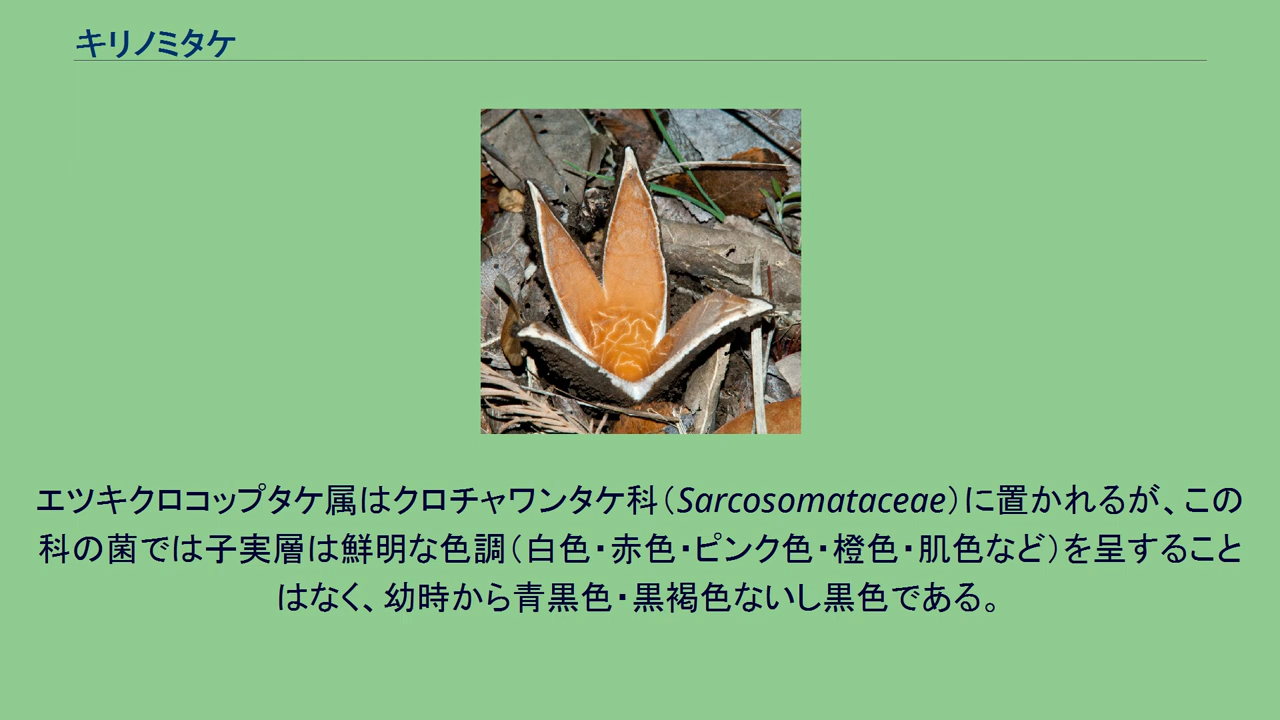 キリノミタケ
エツキクロコップタケ属はクロチャワンタケ科（Sarcosomataceae）に置かれるが、この
科の菌では子実層は鮮明な色調（白色・赤色・ピンク色・橙色・肌色など）を呈すること
はなく、幼時から青黒色・黒褐色ないし黒色である。